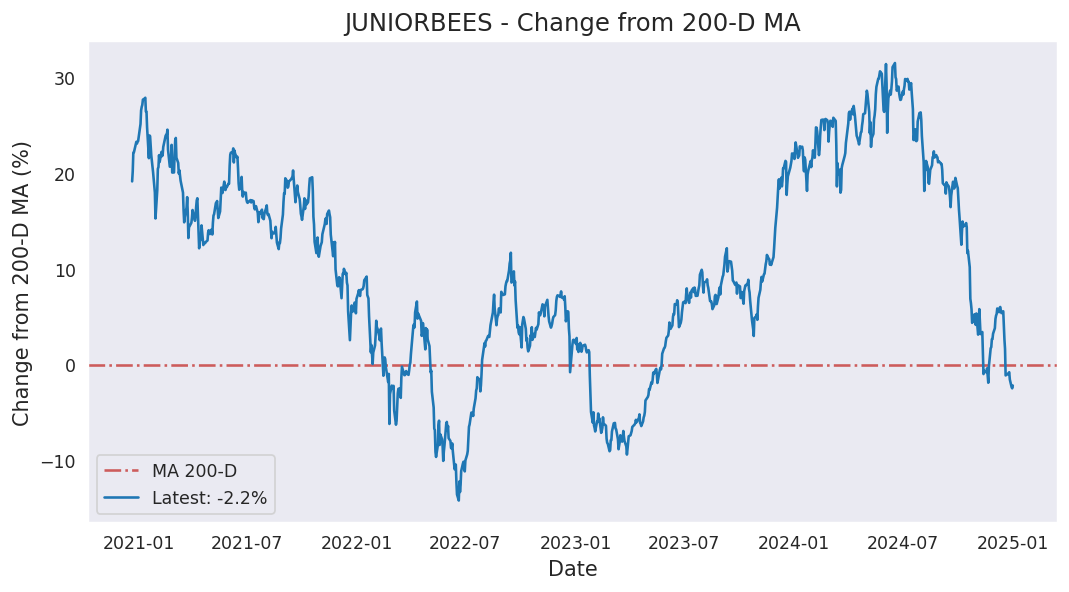 JUNIORBEES - Change from 200-D MA
Change from 200-D MA (%)
30
20
10
0
−10
MA 200-D
Latest: -2.2%
2021-01 2021-07 2022-01 2022-07 2023-01 2023-07 2024-01 2024-07 2025-01
Date